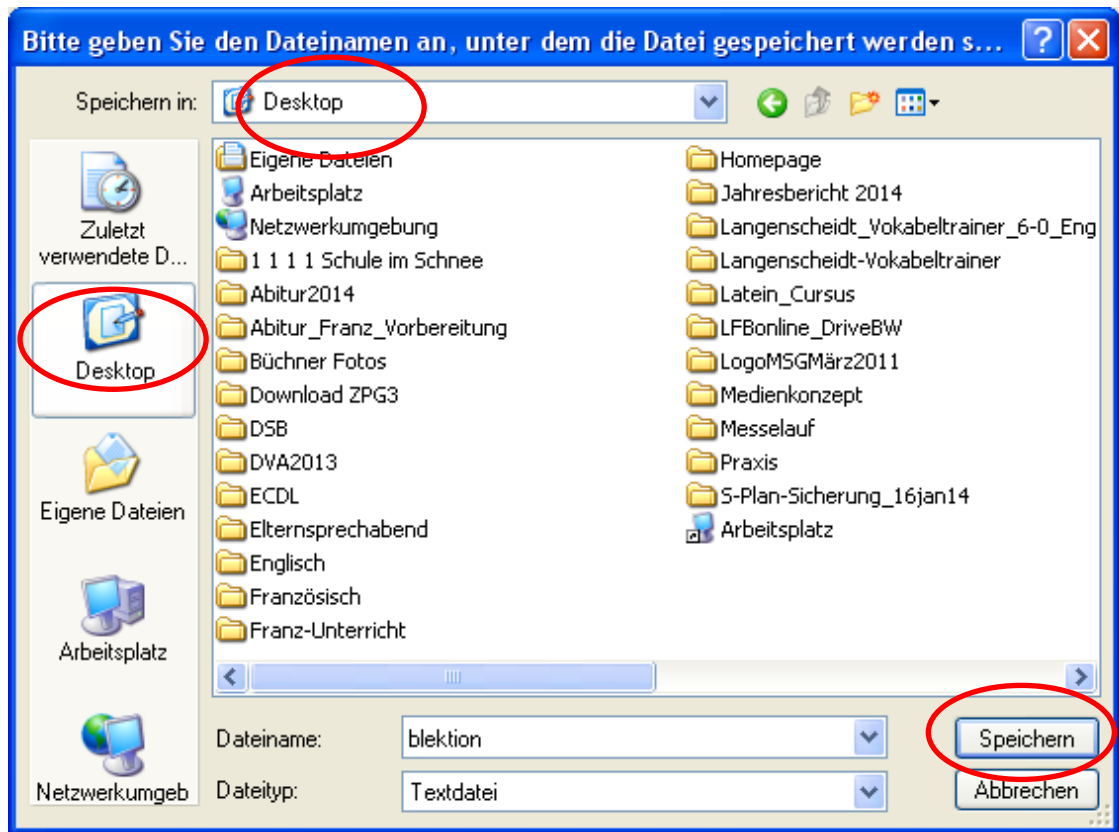 Bitte geben Sie den Dateinamen an, unter dem die Datei gespeichert werden s...
Speichern in:
Desktop
Zuletzt
verwendete D...
Desktop
Eigene Dateien
Arbeitsplatz
Netzwerkumgeb
Eigene Dateien
Arbeitsplatz
Netzwerkumgebung
1 1 1 1 Schule im Schnee
Abitur2014
Abitur_Franz_Vorbereitung
Büchner Fotos
Download ZPG3
DSB
DVA2013
ECDL
Elternsprechabend
Englisch
Französisch
Franz-Unterricht
Homepage
Jahresbericht 2014
Langenscheidt_Vokabeltrainer_6-0_Eng
Langenscheidt-Vokabeltrainer
Latein_Cursus
LFBonline_DriveBW
LogoMSGMärz2011
Medienkonzept
Messelauf
Praxis
S-Plan-Sicherung_16jan14
Arbeitsplatz
Dateiname:
blektion
Speichern
Dateityp:
Textdatei
Abbrechen